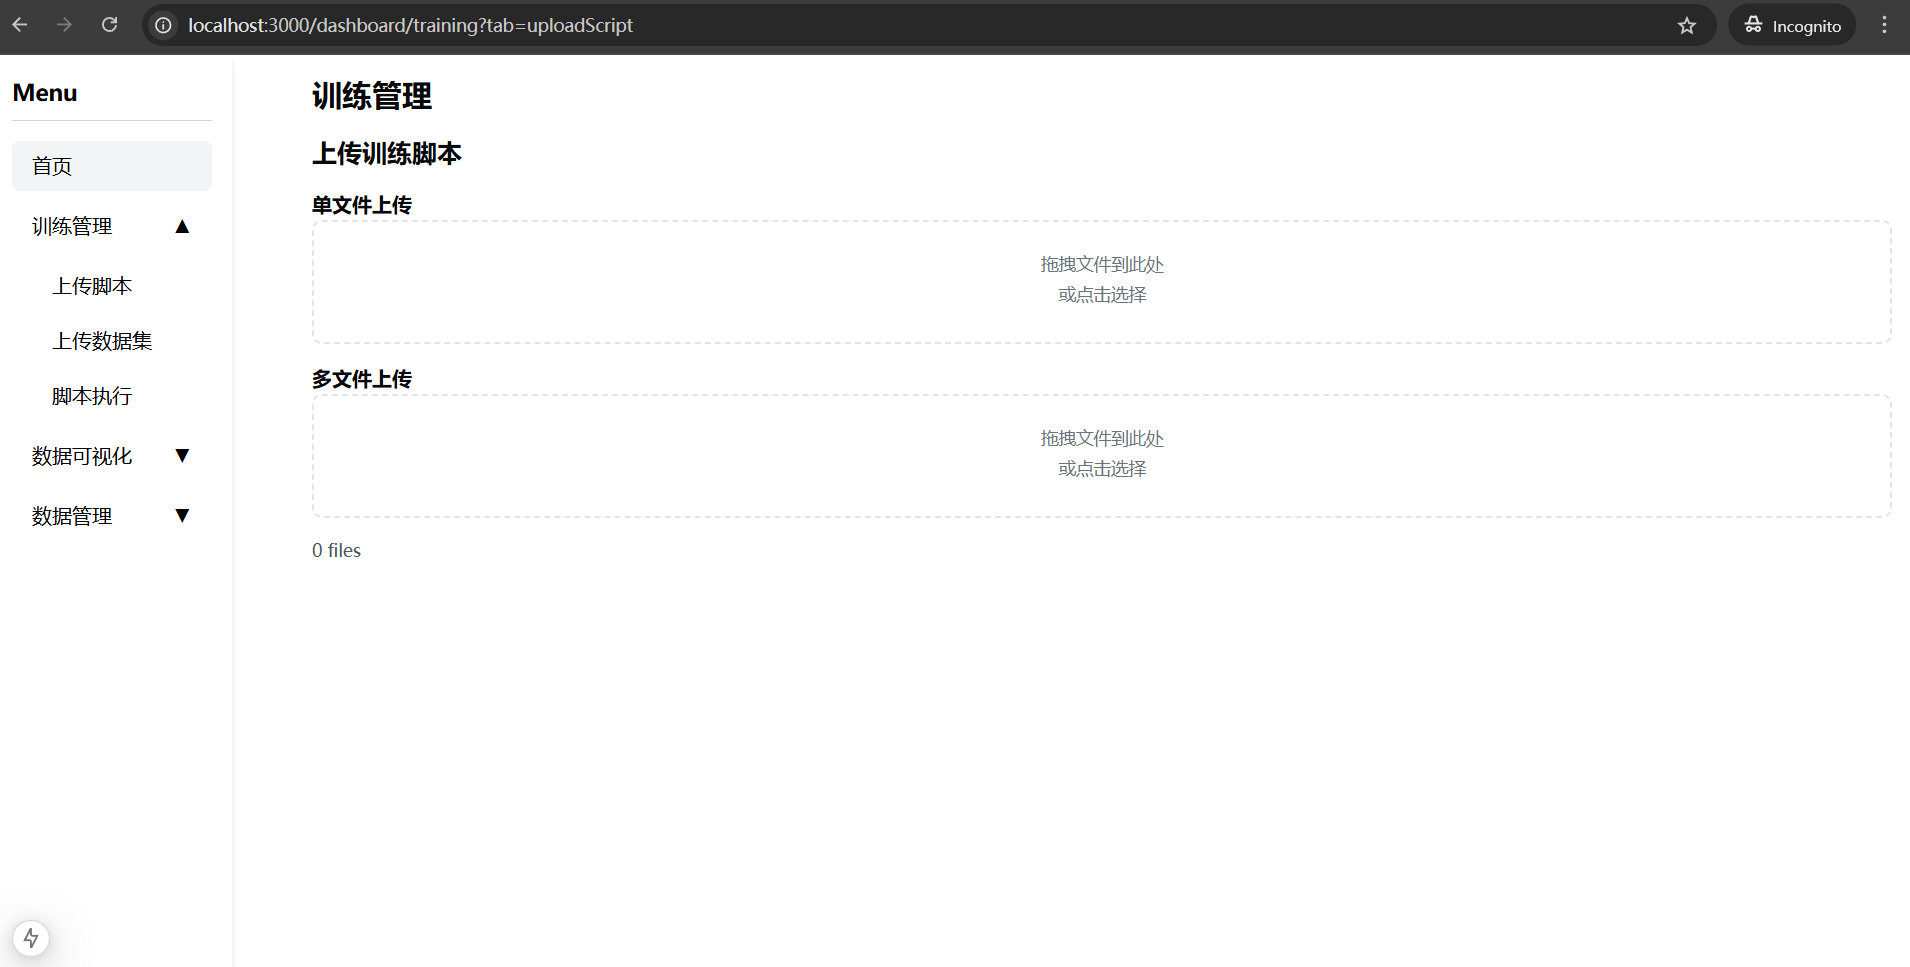 localhost:3000/dashboard/training?tab=uploadScript
Incognito
Menu
首页
训练管理 ▲
上传脚本
上传数据集
脚本执行
数据可视化 ▼
数据管理 ▼
训练管理
上传训练脚本
单文件上传
拖拽文件到此处
或点击选择
多文件上传
拖拽文件到此处
或点击选择
0 files